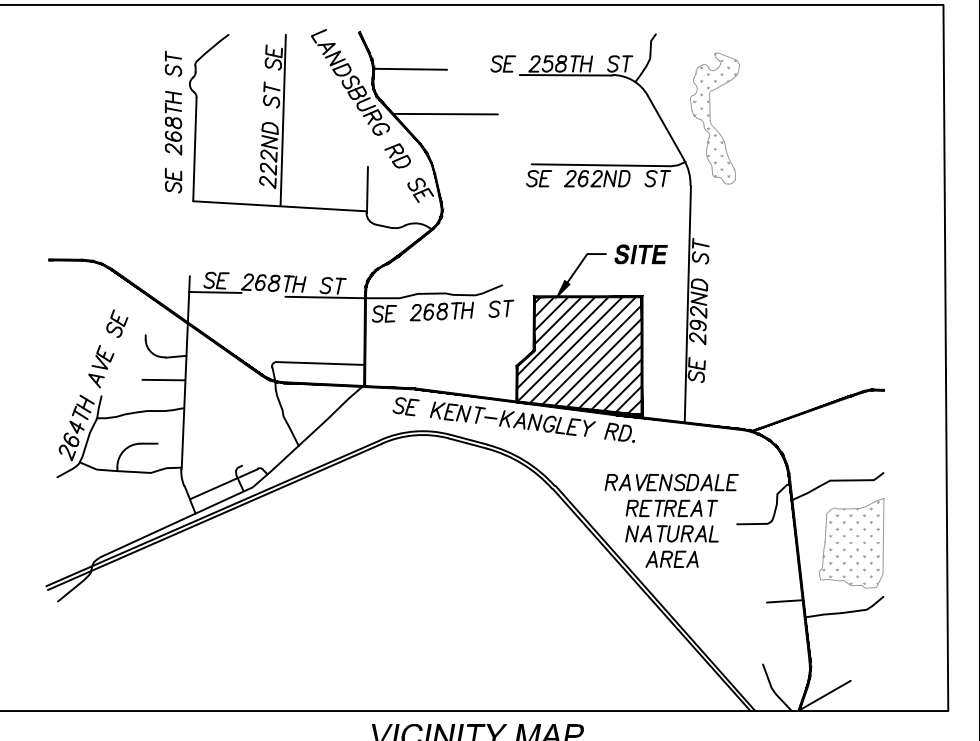 SE 268TH ST
222ND ST SE
LANDSBURG RD SE
SE 258TH ST
SE 262ND ST
SITE
SE 292ND ST
SE 268TH ST
SE 268TH ST
264TH AVE SE
SE KENT-KANGLEY RD.
RAVENSDALE
RETREAT
NATURAL
AREA
VICINITY MAP